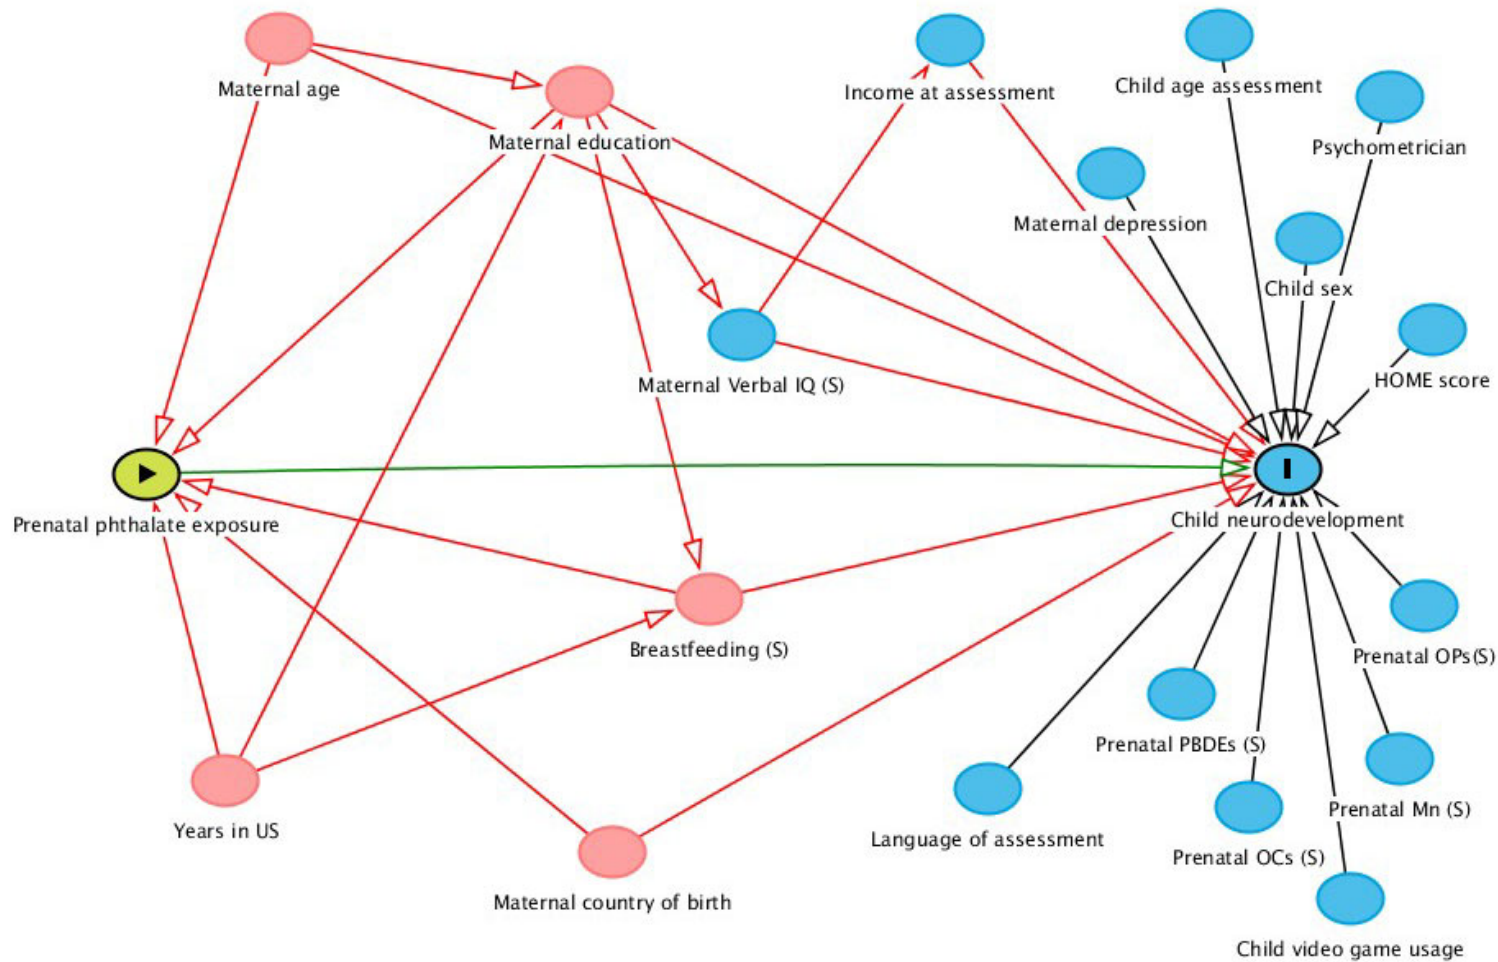 Maternal age
Income at assessment
Child age assessment
Maternal education
Psychometrician
Maternal depression
Child sex
HOME score
Maternal Verbal IQ (S)
Prenatal phthalate exposure
Child neurodevelopment
Breastfeeding (S)
Prenatal OPs(S)
Prenatal PBDEs (S)
Prenatal Mn (S)
Years in US
Language of assessment
Prenatal OCs (S)
Maternal country of birth
Child video game usage